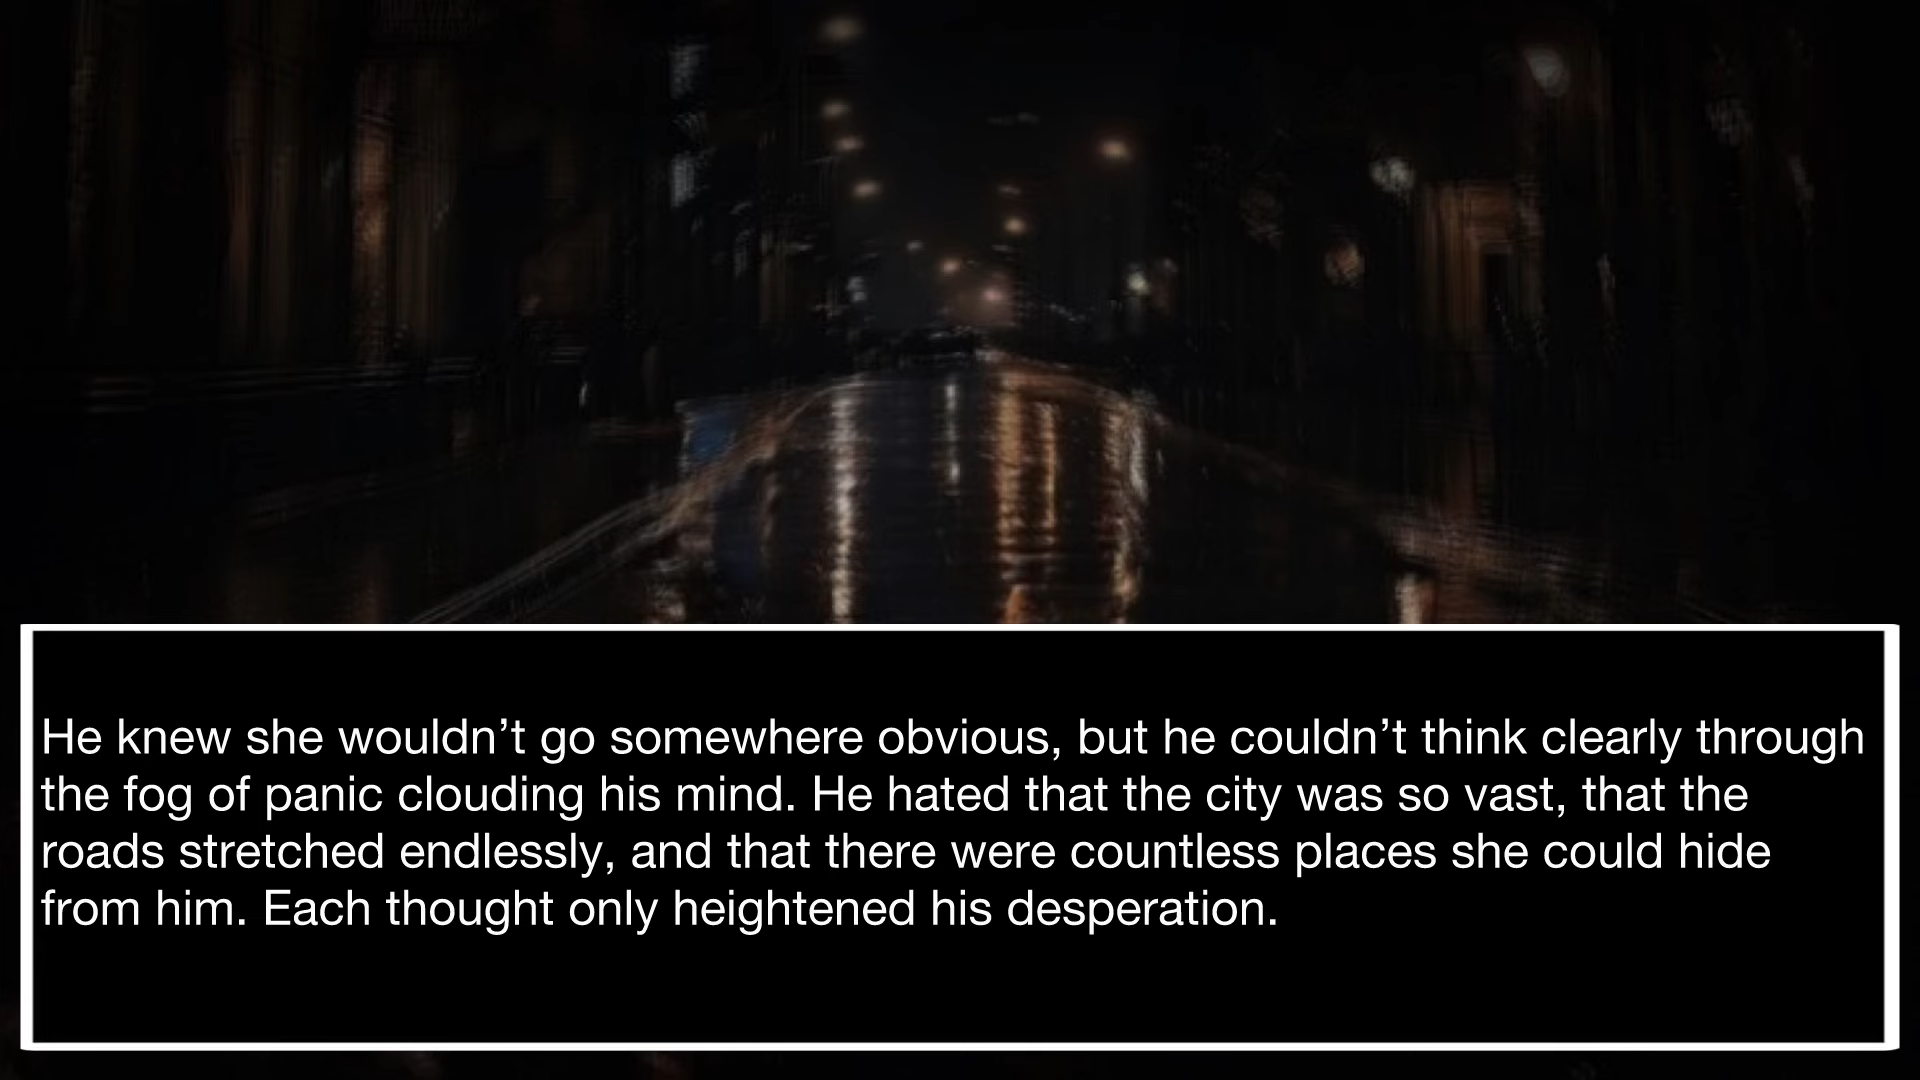 He knew she wouldn’t go somewhere obvious, but he couldn’t think clearly through
the fog of panic clouding his mind. He hated that the city was so vast, that the
roads stretched endlessly, and that there were countless places she could hide
from him. Each thought only heightened his desperation.